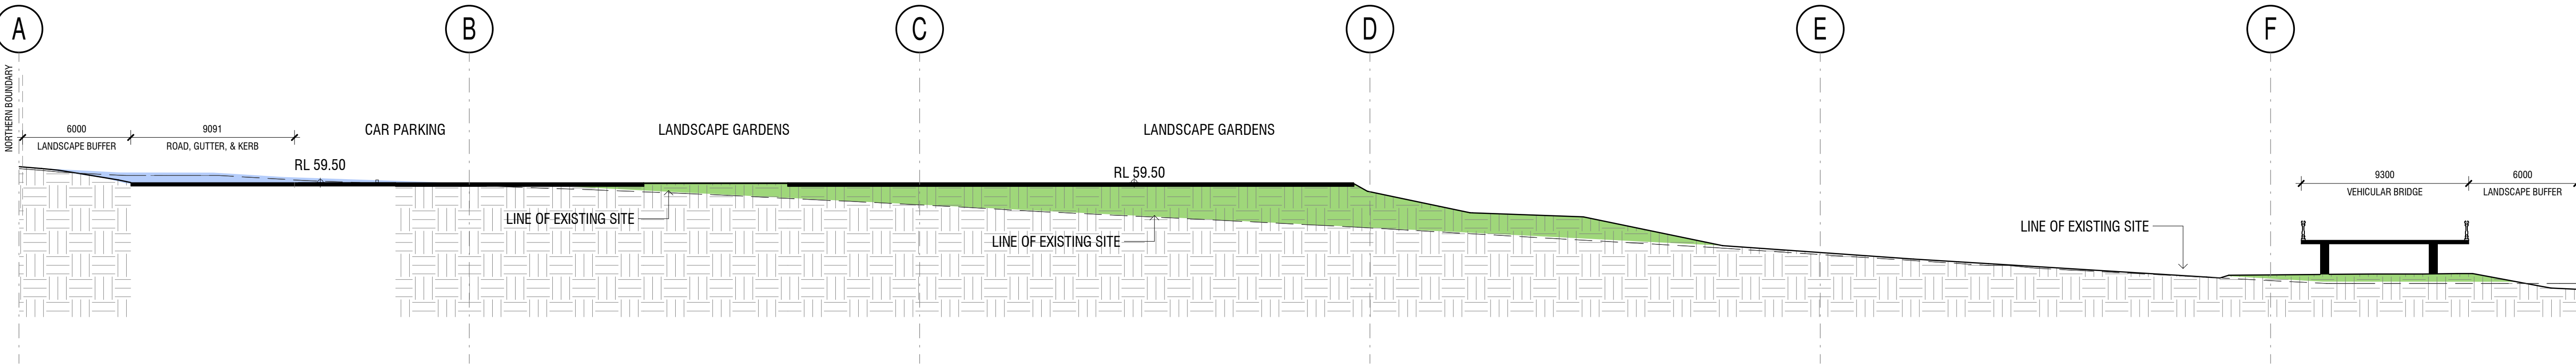 A
B
C
D
E
F
NORTHERN BOUNDARY
6000
LANDSCAPE BUFFER
9091
ROAD, GUTTER, & KERB
CAR PARKING
LANDSCAPE GARDENS
LANDSCAPE GARDENS
RL 59.50
RL 59.50
LINE OF EXISTING SITE
LINE OF EXISTING SITE
LINE OF EXISTING SITE
9300
VEHICULAR BRIDGE
6000
LANDSCAPE BUFFER